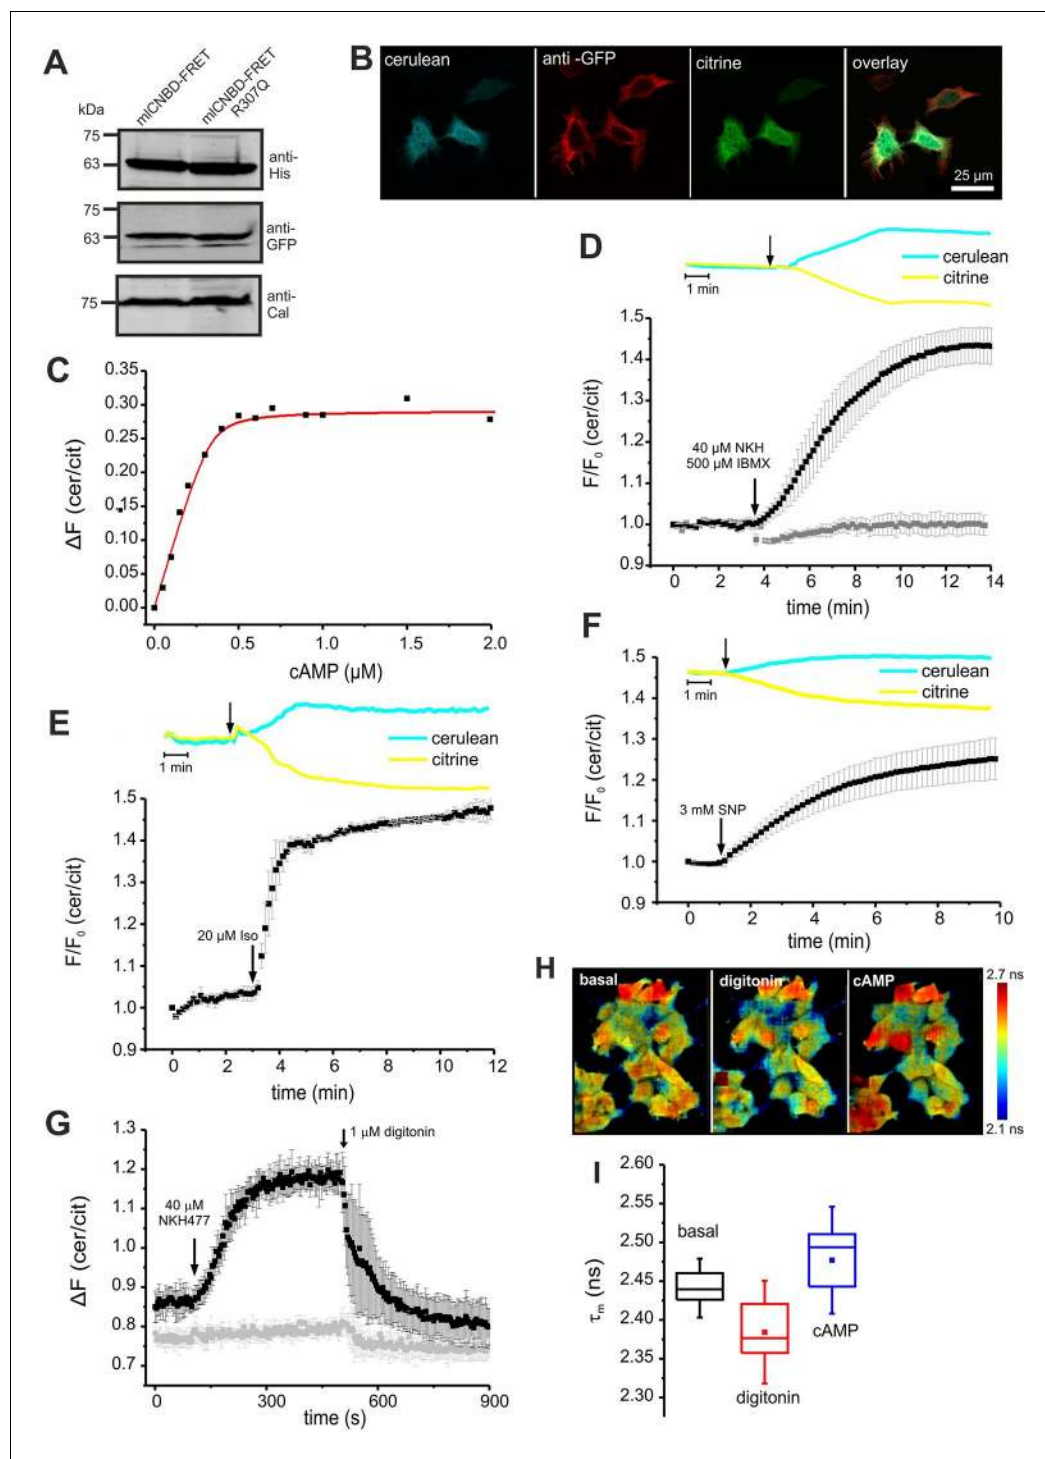 A
mlCNBD-FRET
mlCNBD-FRET
R307Q
kDa
75
63
anti-
His
75
63
anti-
GFP
75
anti-
Cal
B
cerulean
anti -GFP
citrine
overlay
25 µm
C
ΔF (cer/cit)
0.35
0.30
0.25
0.20
0.15
0.10
0.05
0.00
0.0
0.5
1.0
1.5
2.0
cAMP (µM)
D
cerulean
citrine
1 min
F/F0 (cer/cit)
1.5
1.4
1.3
1.2
1.1
1.0
0.9
40 µM NKH
500 µM IBMX
0
2
4
6
8
10
12
14
time (min)
E
cerulean
citrine
1 min
F/F0 (cer/cit)
1.5
1.4
1.3
1.2
1.1
1.0
0.9
20 µM Iso
0
2
4
6
8
10
12
time (min)
F
cerulean
citrine
1 min
F/F0 (cer/cit)
1.5
1.4
1.3
1.2
1.1
1.0
0.9
3 mM SNP
0
2
4
6
8
10
time (min)
G
ΔF (cer/cit)
1.3
1.2
1.1
1.0
0.9
0.8
0.7
40 µM
NKH477
1 µM digitonin
0
300
600
900
time (s)
H
basal
digitonin
cAMP
2.7 ns
2.1 ns
I
τm (ns)
2.60
2.55
2.50
2.45
2.40
2.35
2.30
basal
digitonin
cAMP